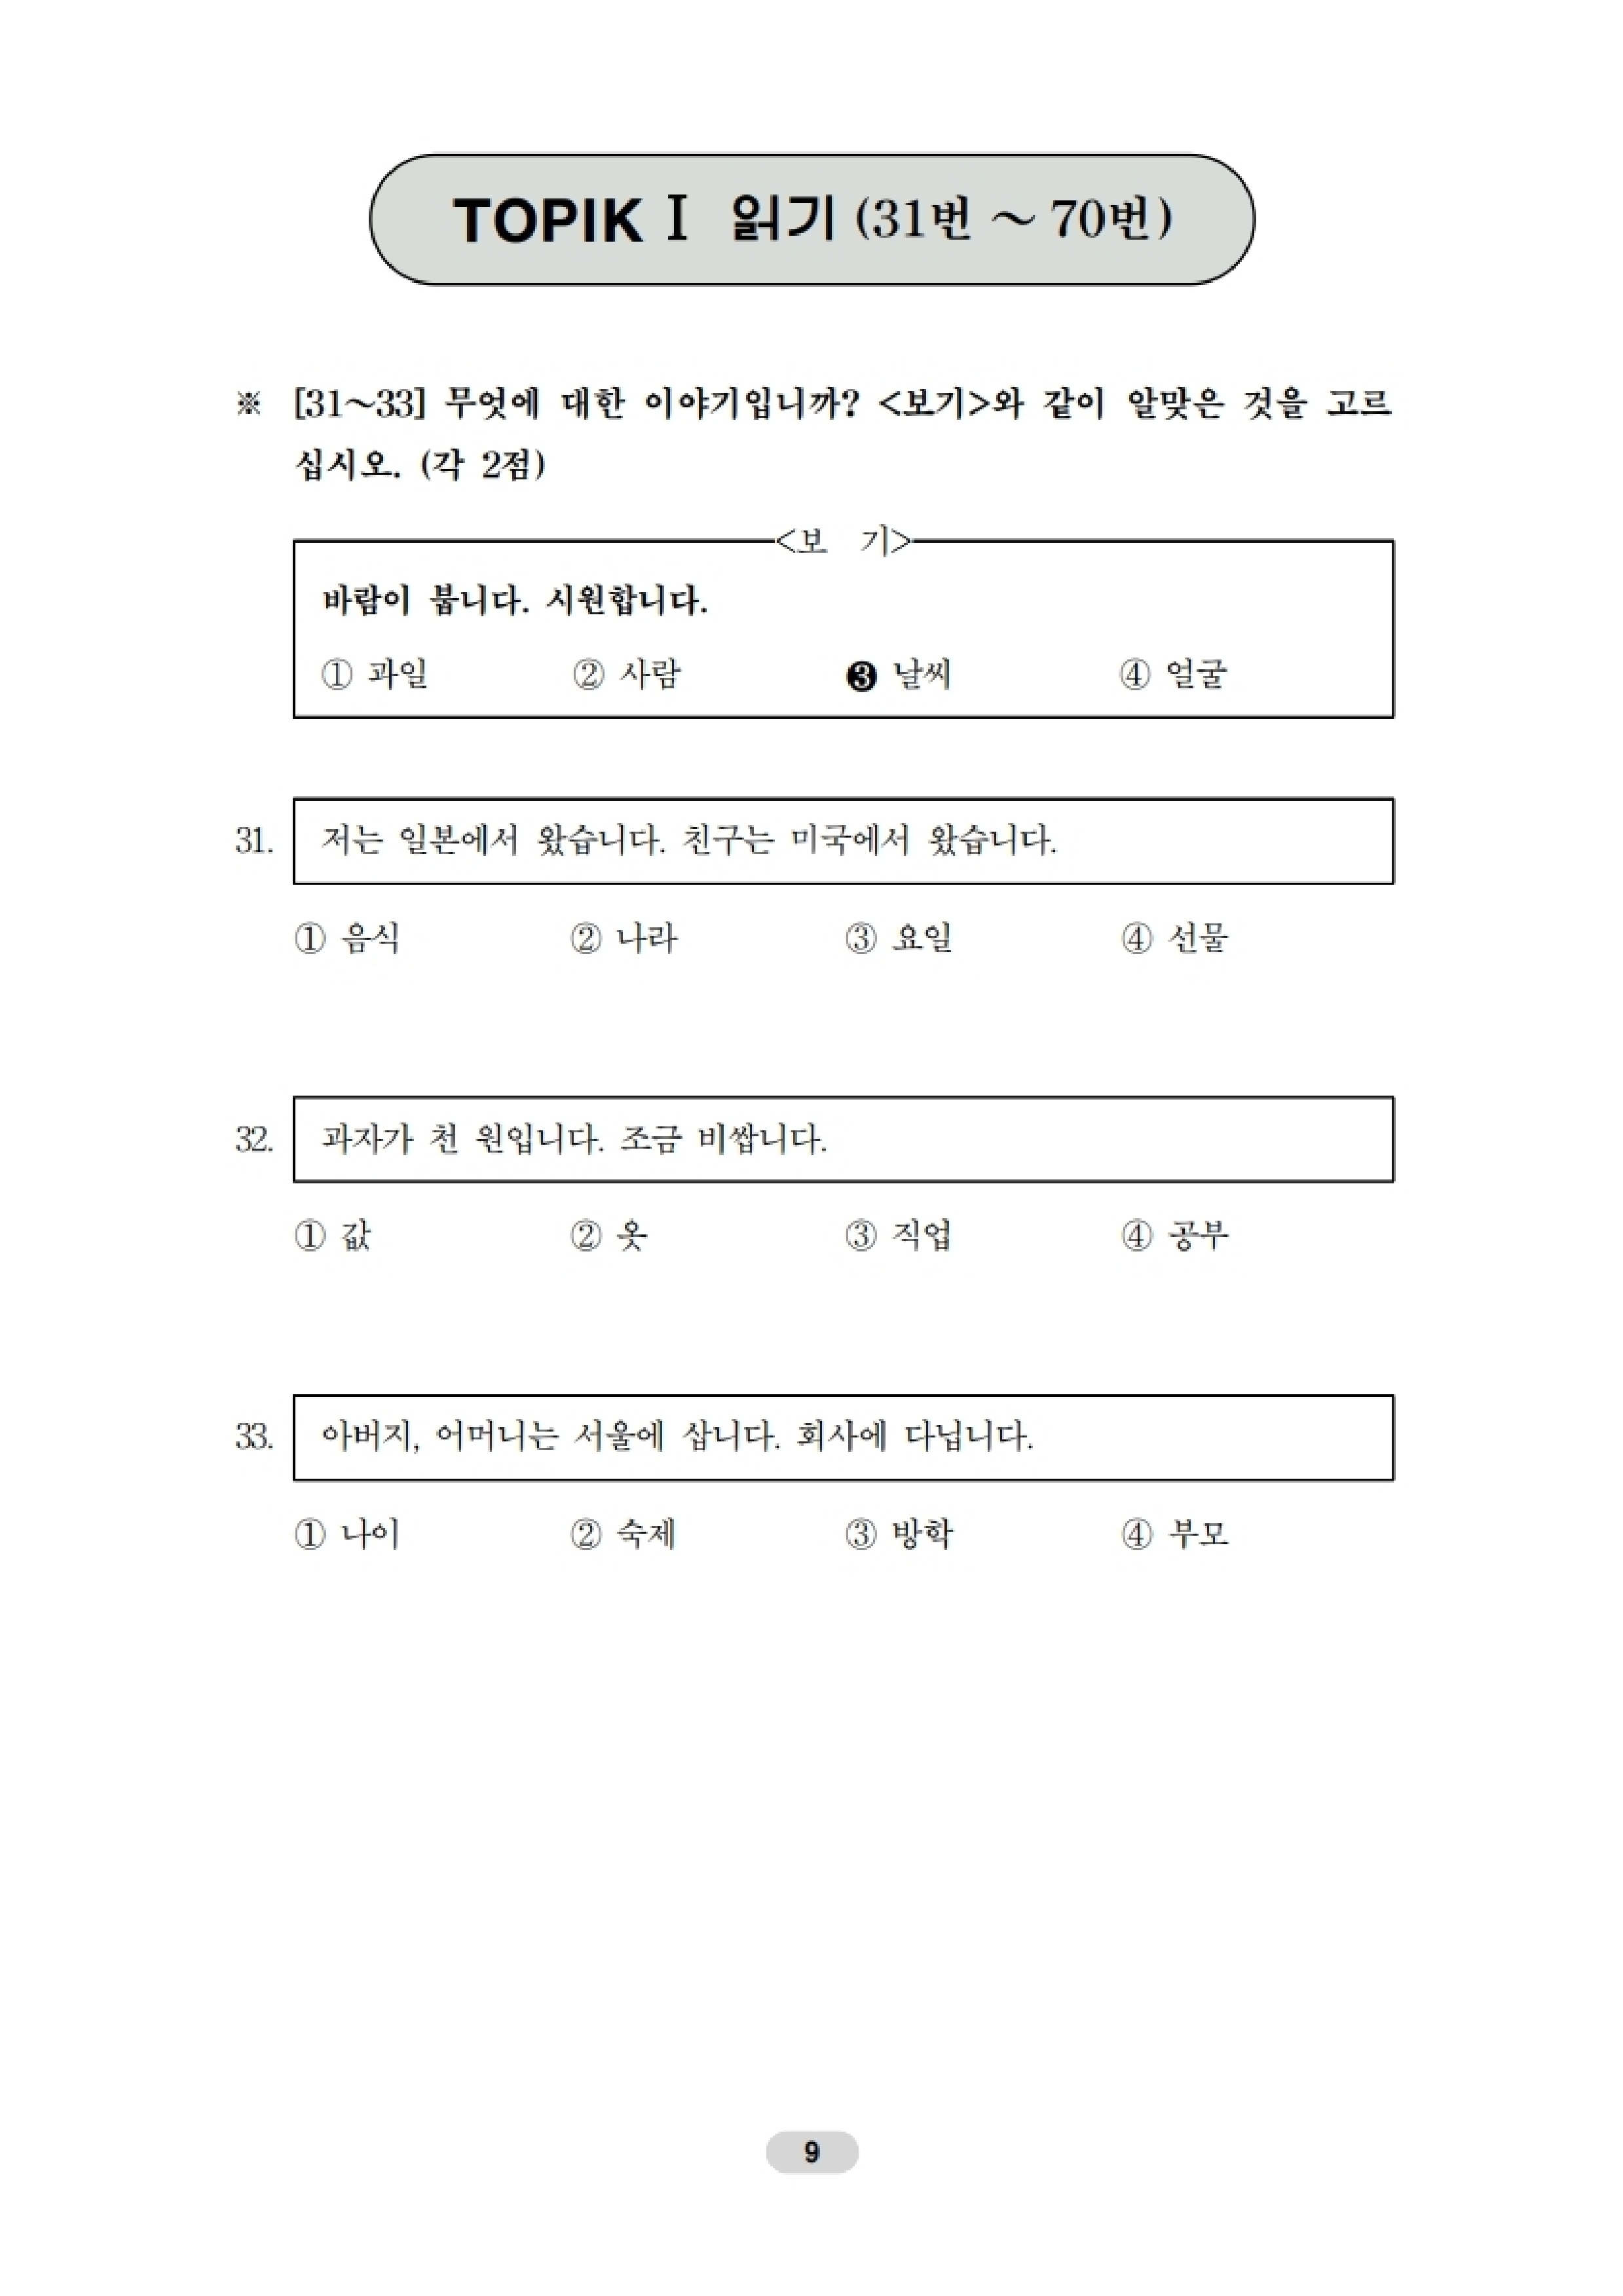 TOPIK Ⅰ 읽기 (31번 ~ 70번)
※ [31~33] 무엇에 대한 이야기입니까? <보기>와 같이 알맞은 것을 고르
십시오. (각 2점)
<보 기>
바람이 붑니다. 시원합니다.
① 과일 ② 사람 ❸ 날씨 ④ 얼굴
31. 저는 일본에서 왔습니다. 친구는 미국에서 왔습니다.
① 음식 ② 나라 ③ 요일 ④ 선물
32. 과자가 천 원입니다. 조금 비쌉니다.
① 값 ② 옷 ③ 직업 ④ 공부
33. 아버지, 어머니는 서울에 삽니다. 회사에 다닙니다.
① 나이 ② 숙제 ③ 방학 ④ 부모
9